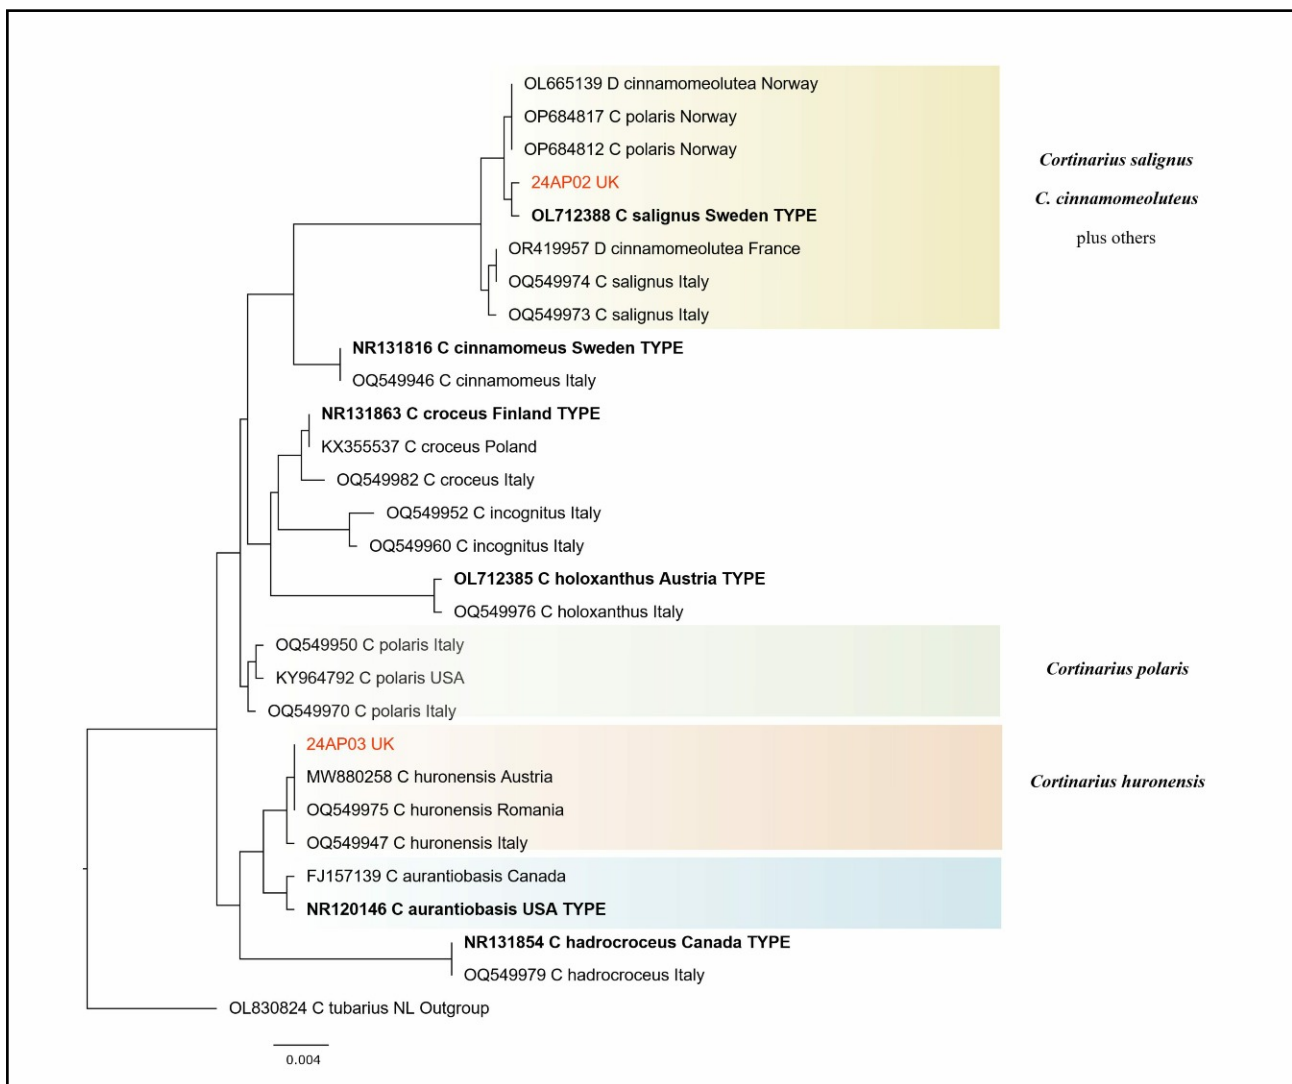 OL665139 D cinnamomeolutea Norway
OP684817 C polaris Norway
OP684812 C polaris Norway
24AP02 UK
OL712388 C salignus Sweden TYPE
OR419957 D cinnamomeolutea France
OQ549974 C salignus Italy
OQ549973 C salignus Italy
Cortinarius salignus
C. cinnamomeoluteus
plus others
NR131816 C cinnamomeus Sweden TYPE
OQ549946 C cinnamomeus Italy
NR131863 C croceus Finland TYPE
KX355537 C croceus Poland
OQ549982 C croceus Italy
OQ549952 C incognitus Italy
OQ549960 C incognitus Italy
OL712385 C holoxanthus Austria TYPE
OQ549976 C holoxanthus Italy
OQ549950 C polaris Italy
KY964792 C polaris USA
OQ549970 C polaris Italy
Cortinarius polaris
24AP03 UK
MW880258 C huronensis Austria
OQ549975 C huronensis Romania
OQ549947 C huronensis Italy
Cortinarius huronensis
FJ157139 C aurantiobasis Canada
NR120146 C aurantiobasis USA TYPE
NR131854 C hadrocroceus Canada TYPE
OQ549979 C hadrocroceus Italy
OL830824 C tubarius NL Outgroup
0.004